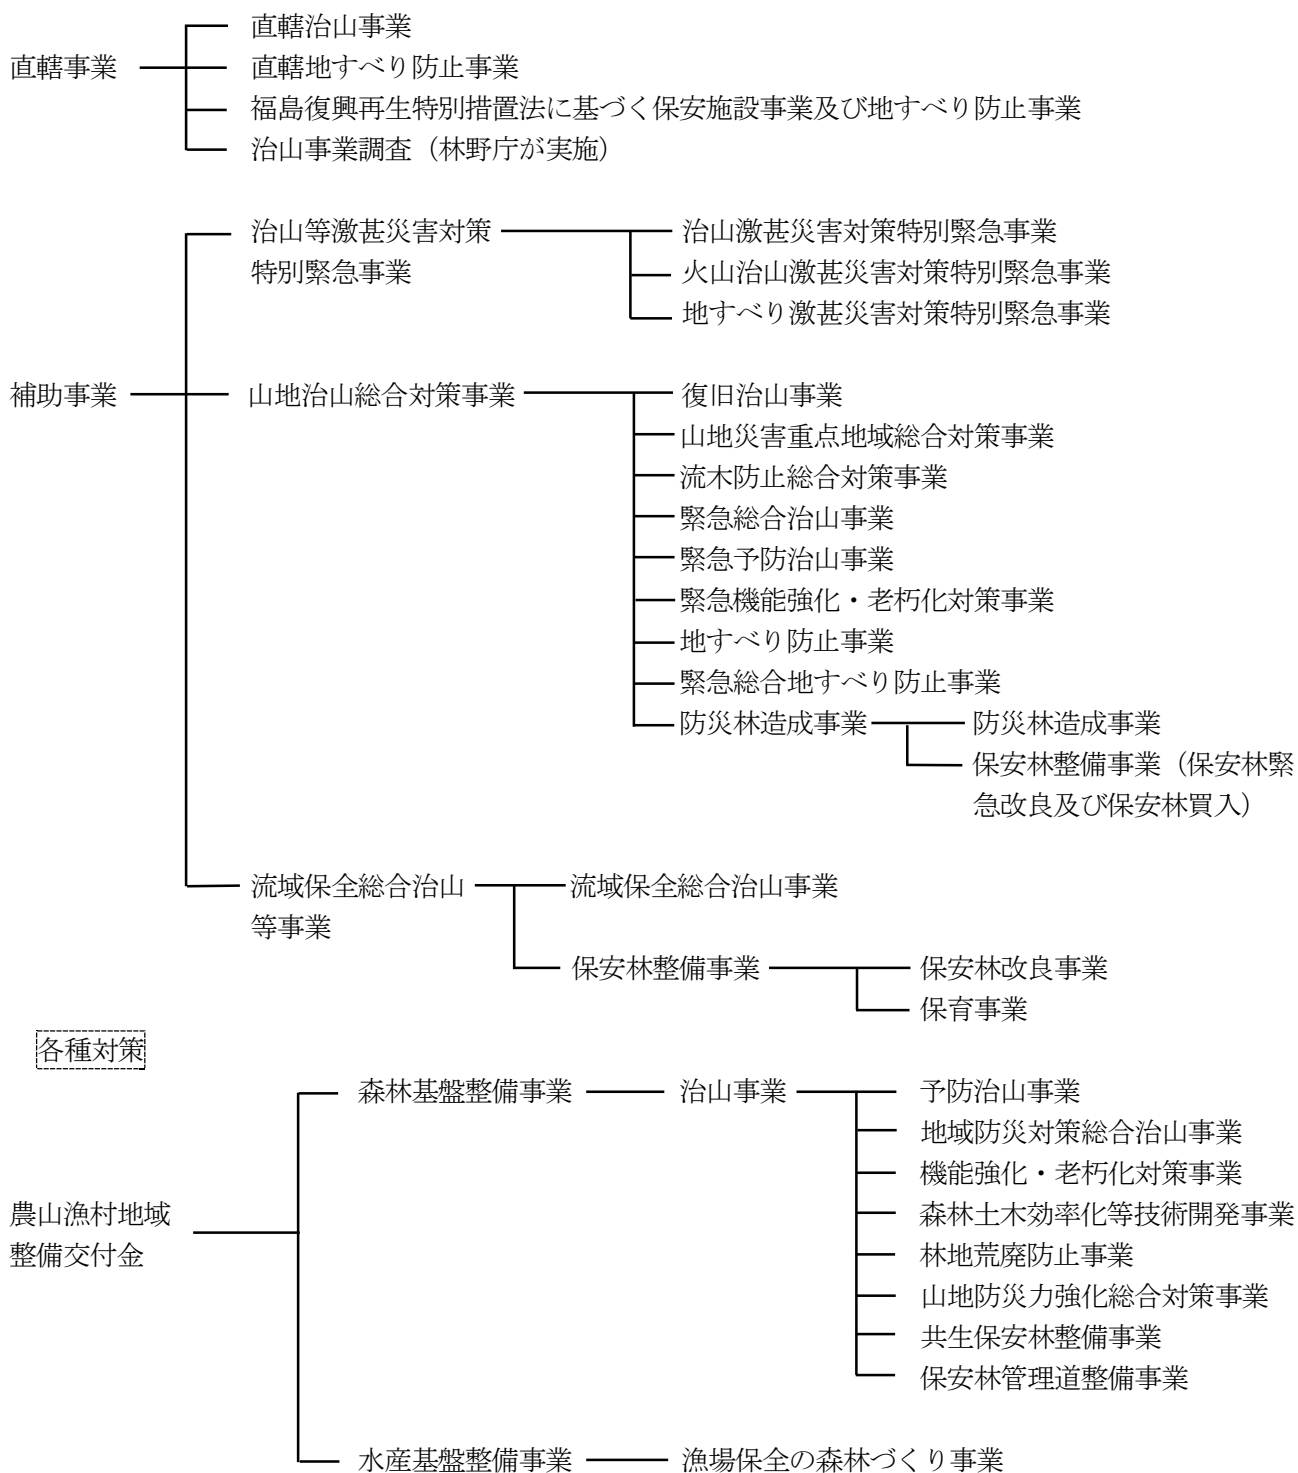 直轄治山事業
直轄事業
直轄地すべり防止事業
福島復興再生特別措置法に基づく保安施設事業及び地すべり防止事業
治山事業調査（林野庁が実施）
治山等激甚災害対策
特別緊急事業
治山激甚災害対策特別緊急事業
火山治山激甚災害対策特別緊急事業
地すべり激甚災害対策特別緊急事業
補助事業
山地治山総合対策事業
復旧治山事業
山地災害重点地域総合対策事業
流木防止総合対策事業
緊急総合治山事業
緊急予防治山事業
緊急機能強化・老朽化対策事業
地すべり防止事業
緊急総合地すべり防止事業
防災林造成事業
防災林造成事業
保安林整備事業（保安林緊
急改良及び保安林買入）
流域保全総合治山
等事業
流域保全総合治山事業
保安林整備事業
保安林改良事業
保育事業
各種対策
農山漁村地域
整備交付金
森林基盤整備事業
治山事業
予防治山事業
地域防災対策総合治山事業
機能強化・老朽化対策事業
森林土木効率化等技術開発事業
林地荒廃防止事業
山地防災力強化総合対策事業
共生保安林整備事業
保安林管理道整備事業
水産基盤整備事業
漁場保全の森林づくり事業